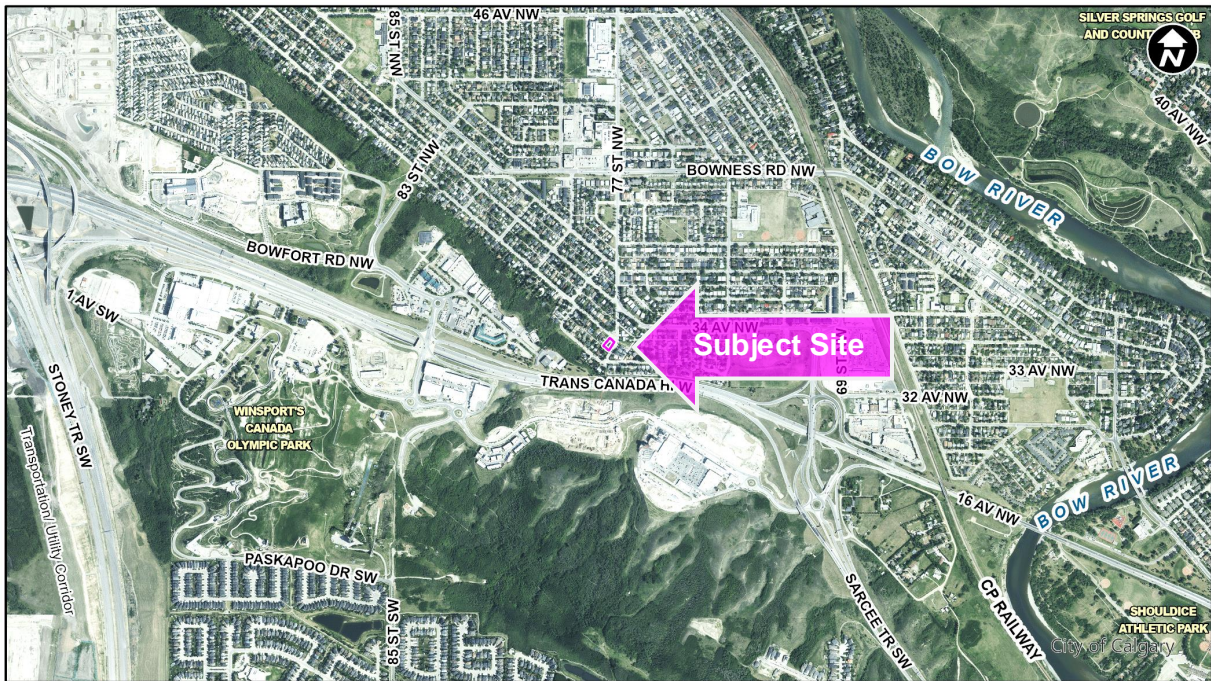 46 AV NW
85 ST NW
SILVER SPRINGS GOLF
AND COUNTRY
B
N
40 AV NW
BOW RIVER
77 ST NW
BOWNESS RD NW
83 ST NW
BOWFORT RD NW
1 AV SW
34 AV NW
Subject Site
69 ST
TRANS CANADA
W
33 AV NW
32 AV NW
STONEY TR SW
Transportation/ Utility Corridor
WINSPORT'S
CANADA
OLYMPIC PARK
16 AV NW
BOW RIVER
PASKAPOO DR SW
85 ST SW
SARCEE TR SW
CP RAILWAY
SHOULDICE
ATHLETIC PARK
City of Calgary